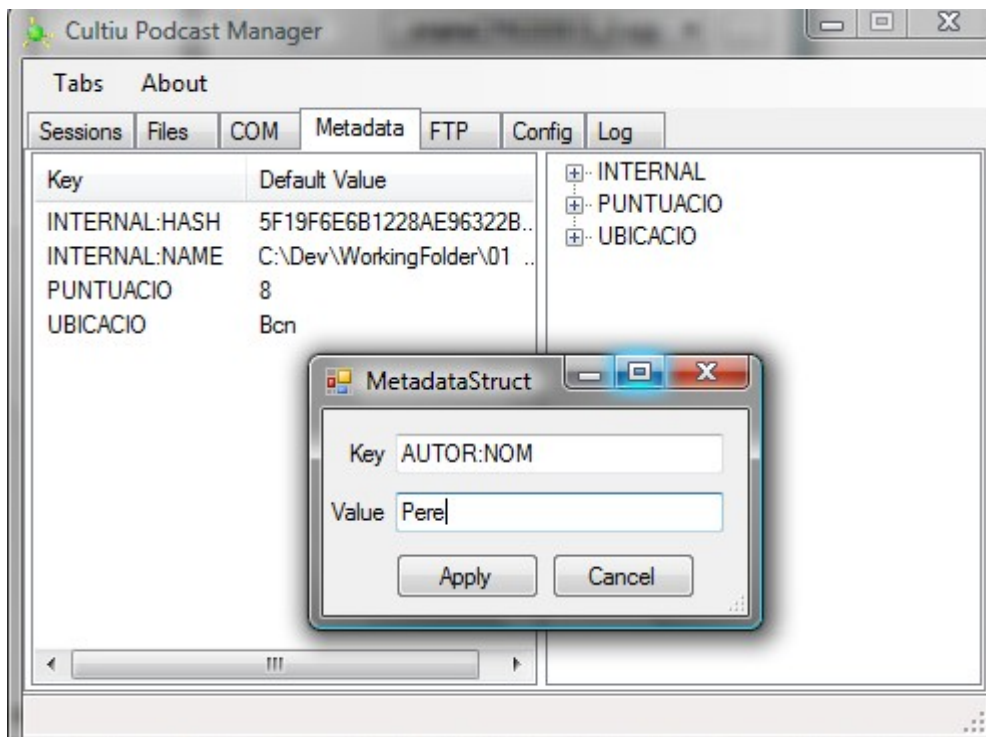 Cultiu Podcast Manager
Tabs About
Sessions Files COM Metadata FTP Config Log
Key Default Value
INTERNAL:HASH 5F19F6E6B1228AE96322B...
INTERNAL:NAME C:\Dev\WorkingFolder\01 ...
PUNTUACIO 8
UBICACIO Bcn
INTERNAL
PUNTUACIO
UBICACIO
MetadataStruct
Key AUTOR:NOM
Value Pere
Apply Cancel